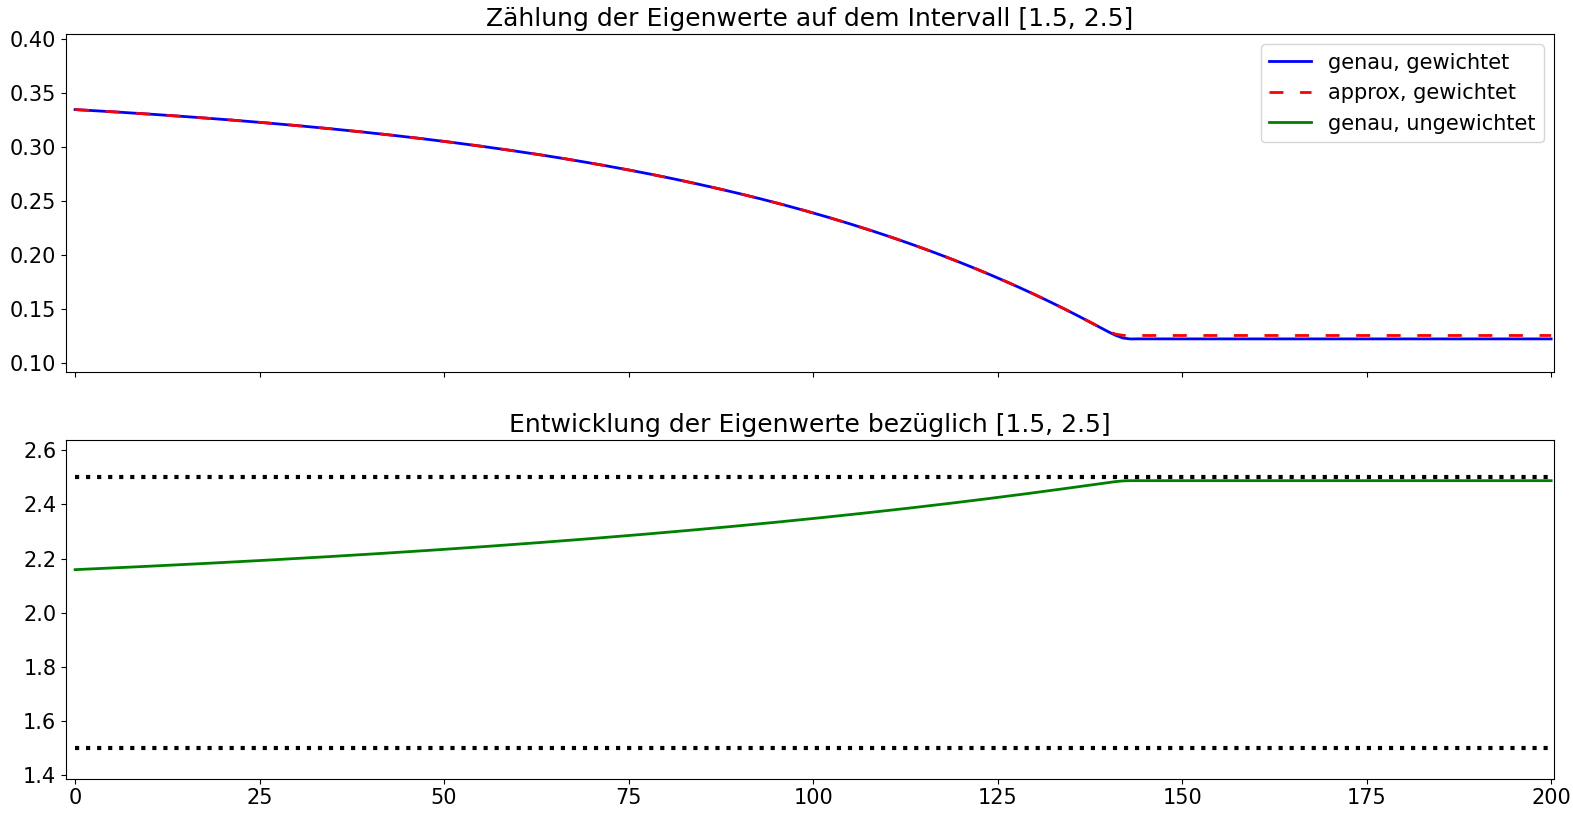 Zählung der Eigenwerte auf dem Intervall [1.5, 2.5]
0.40
0.35
0.30
0.25
0.20
0.15
0.10
genau, gewichtet
approx, gewichtet
genau, ungewichtet
Entwicklung der Eigenwerte bezüglich [1.5, 2.5]
2.6
2.4
2.2
2.0
1.8
1.6
1.4
0 25 50 75 100 125 150 175 200